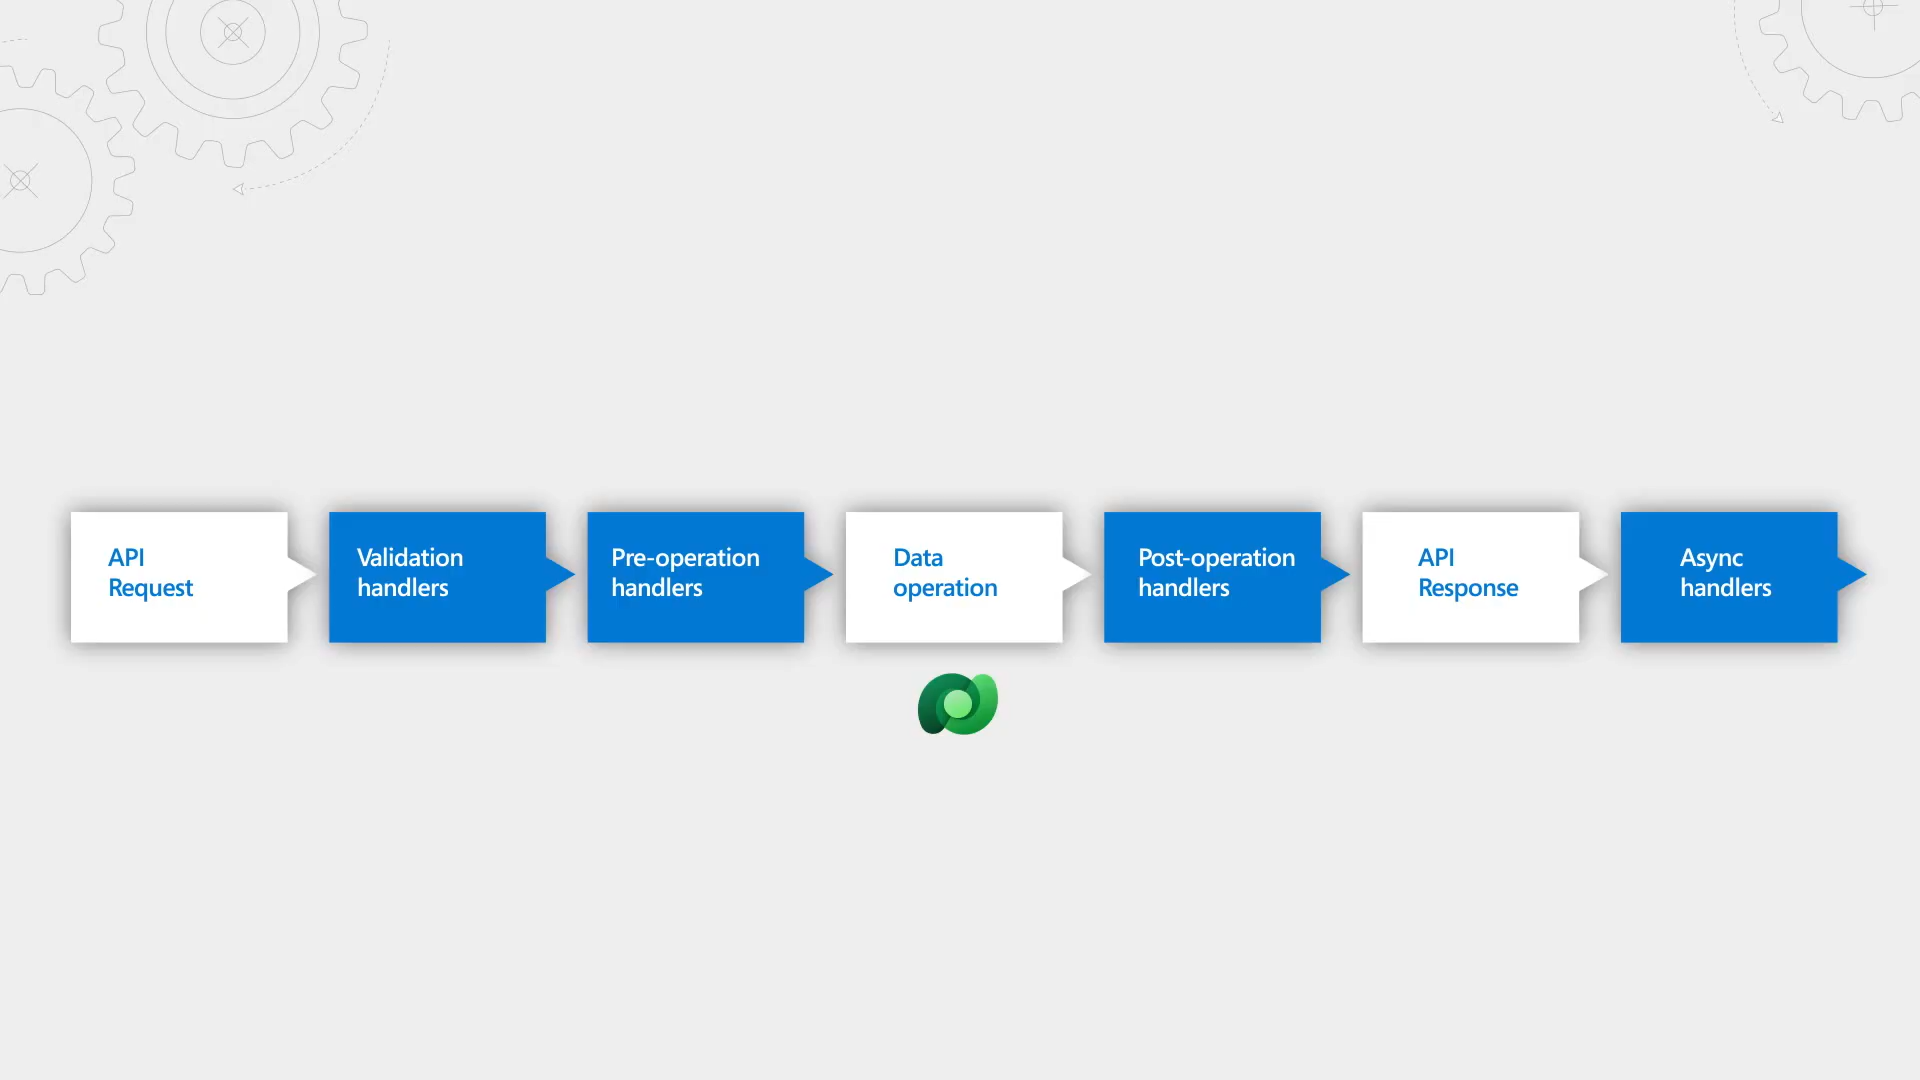 API
Request
Validation
handlers
Pre-operation
handlers
Data
operation
Post-operation
handlers
API
Response
Async
handlers